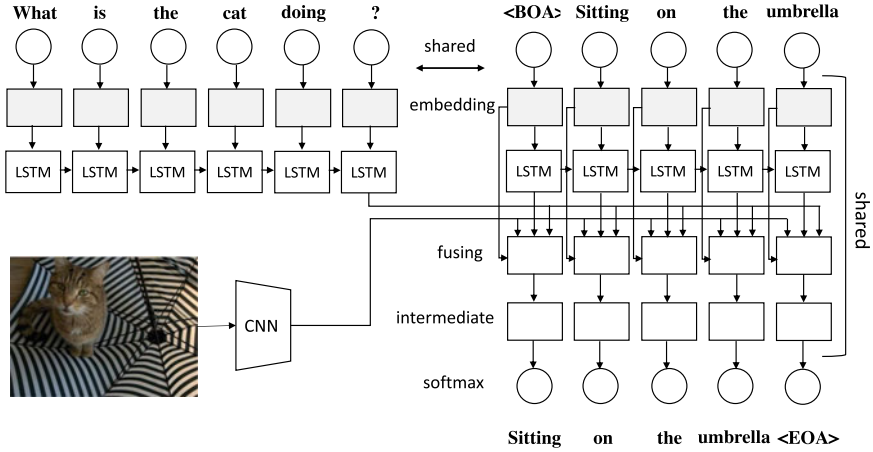 What is the cat doing ?
<BOA> Sitting on the umbrella
shared
embedding
LSTM LSTM LSTM LSTM LSTM LSTM
LSTM LSTM LSTM LSTM LSTM
shared
fusing
CNN
intermediate
softmax
Sitting on the umbrella <EOA>